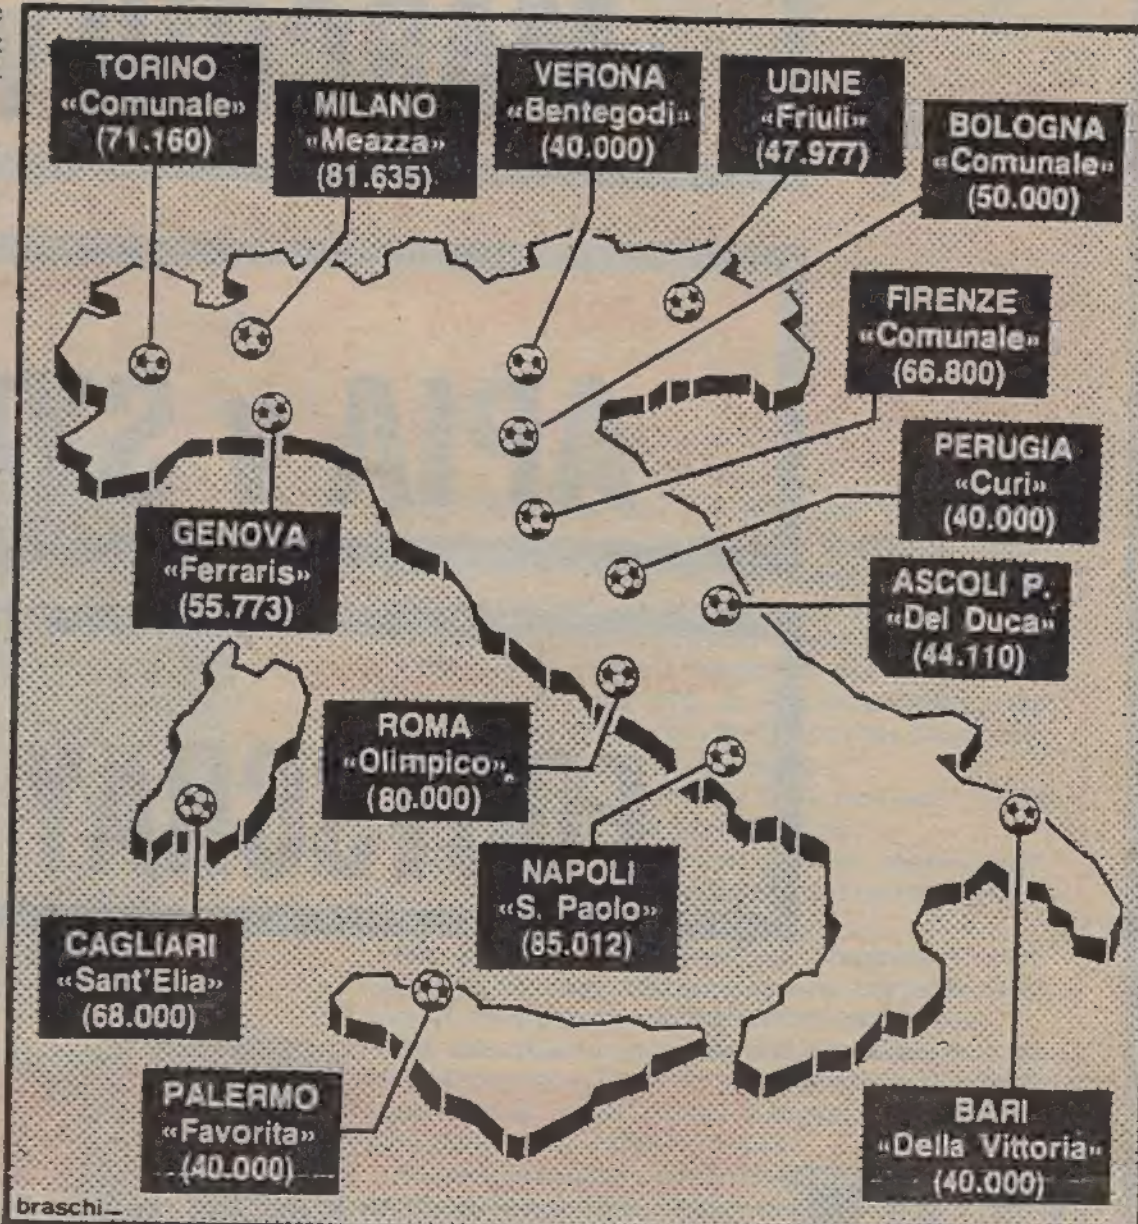 TORINO
«Comunale»
(71.160)
MILANO
«Meazza»
(81.635)
VERONA
«Bentegodi»
(40.000)
UDINE
«Friuli»
(47.977)
BOLOGNA
«Comunale»
(50.000)
FIRENZE
«Comunale»
(66.800)
PERUGIA
«Curi»
(40.000)
ASCOLI P.
«Del Duca»
(44.110)
GENOVA
«Ferraris»
(55.773)
ROMA
«Olimpico»
(80.000)
NAPOLI
«S. Paolo»
(85.012)
CAGLIARI
«Sant'Elia»
(68.000)
PALERMO
«Favorita»
(40.000)
BARI
«Della Vittoria»
(40.000)
braschi